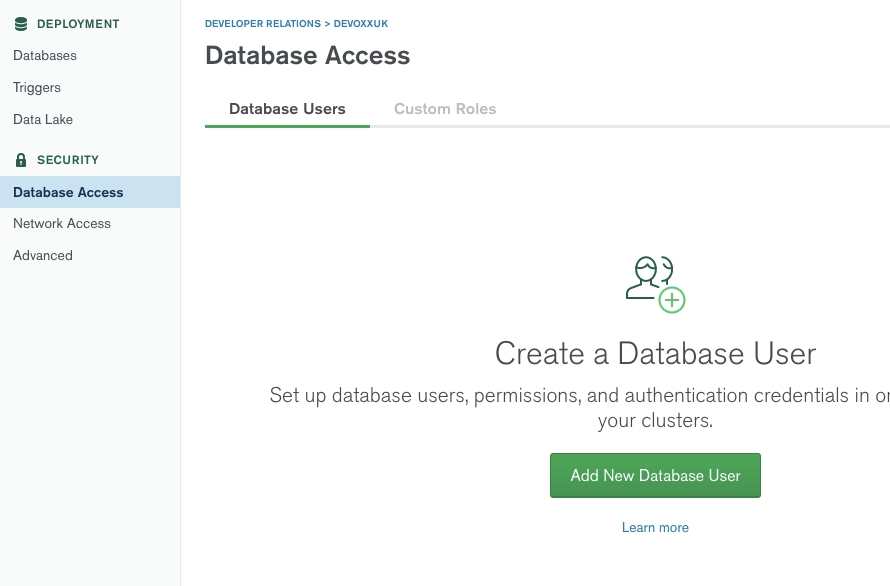 DEPLOYMENT
Databases
Triggers
Data Lake
SECURITY
Database Access
Network Access
Advanced
DEVELOPER RELATIONS > DEVOXXUK
Database Access
Database Users
Custom Roles
Create a Database User
Set up database users, permissions, and authentication credentials in
your clusters.
Add New Database User
Learn more